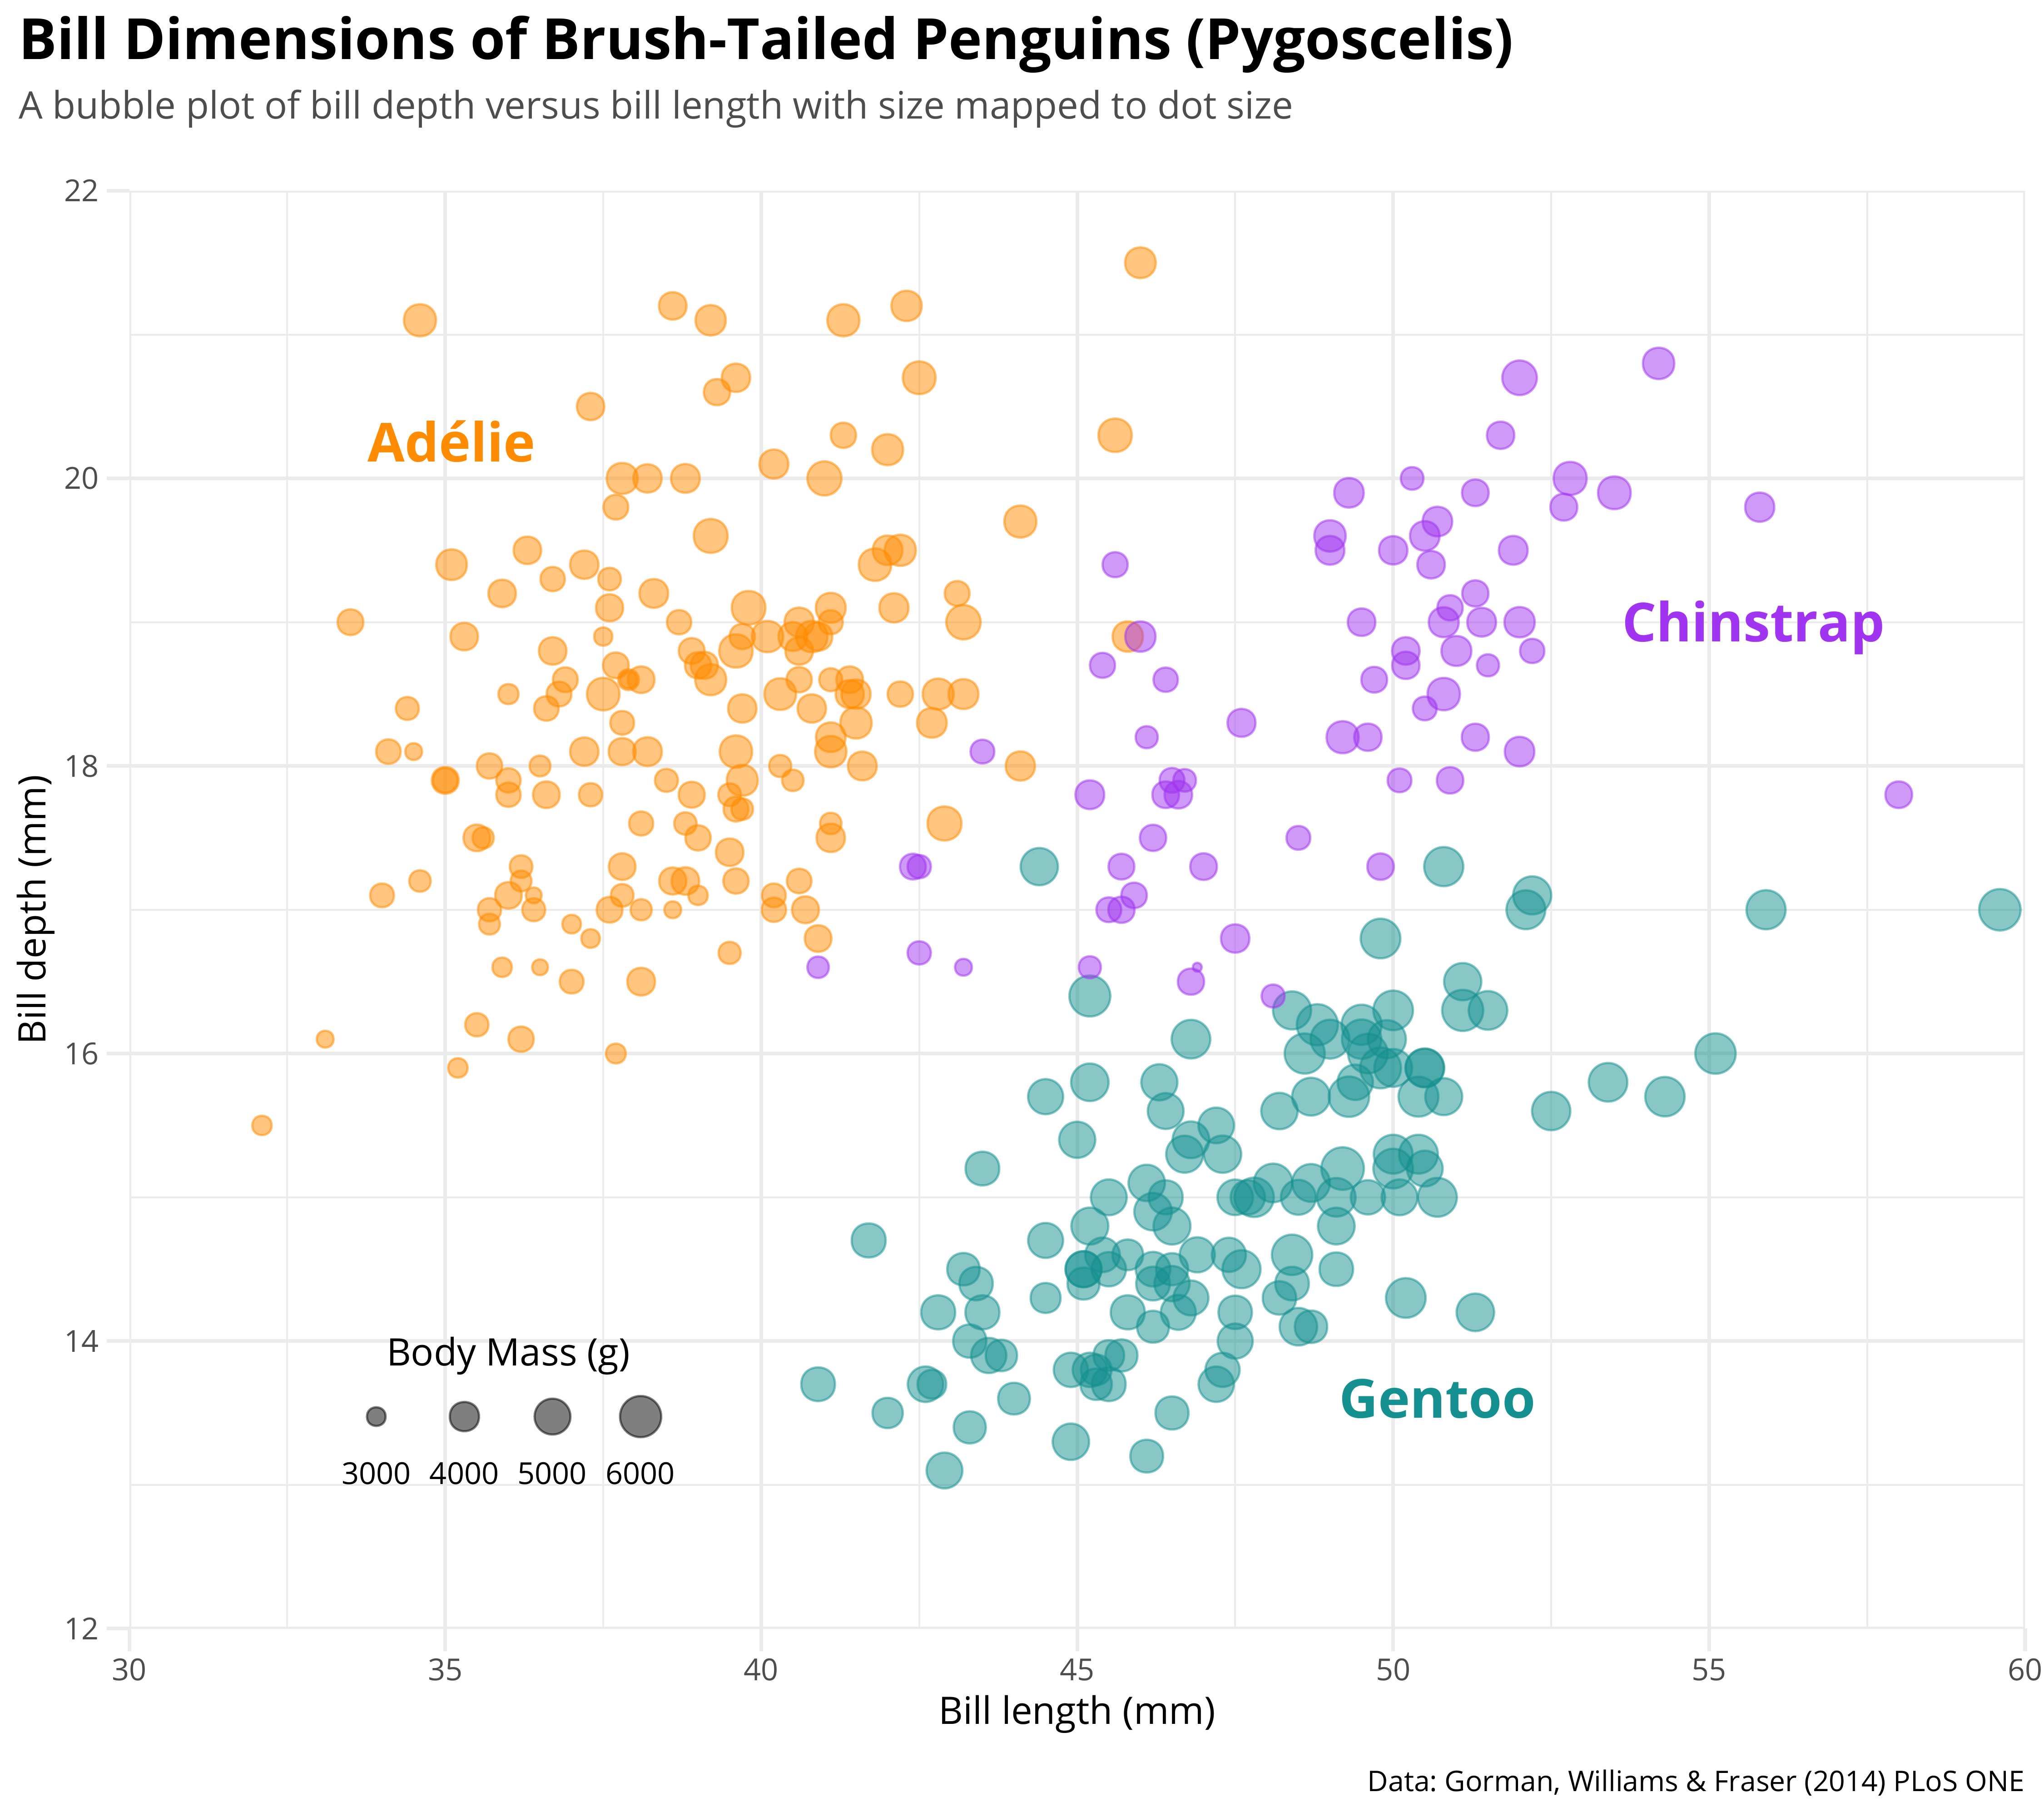 Bill Dimensions of Brush-Tailed Penguins (Pygoscelis)
A bubble plot of bill depth versus bill length with size mapped to dot size
22
20
18
16
14
12
Bill depth (mm)
Adélie
Chinstrap
Gentoo
Body Mass (g)
3000 4000 5000 6000
30 35 40 45 50 55 60
Bill length (mm)
Data: Gorman, Williams & Fraser (2014) PLoS ONE